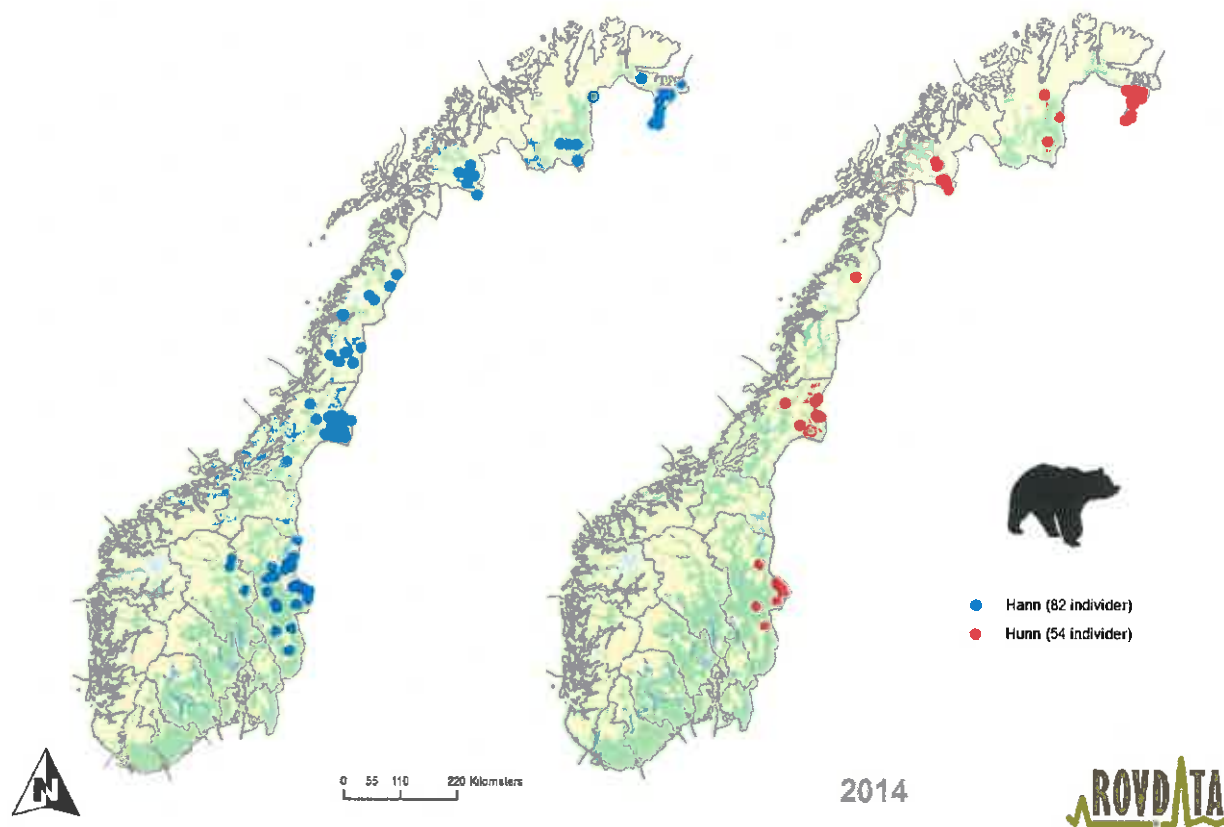 Hann (82 individer)
Hunn (54 individer)
N
0 55 110 220 Kilometers
2014
ROVDATA